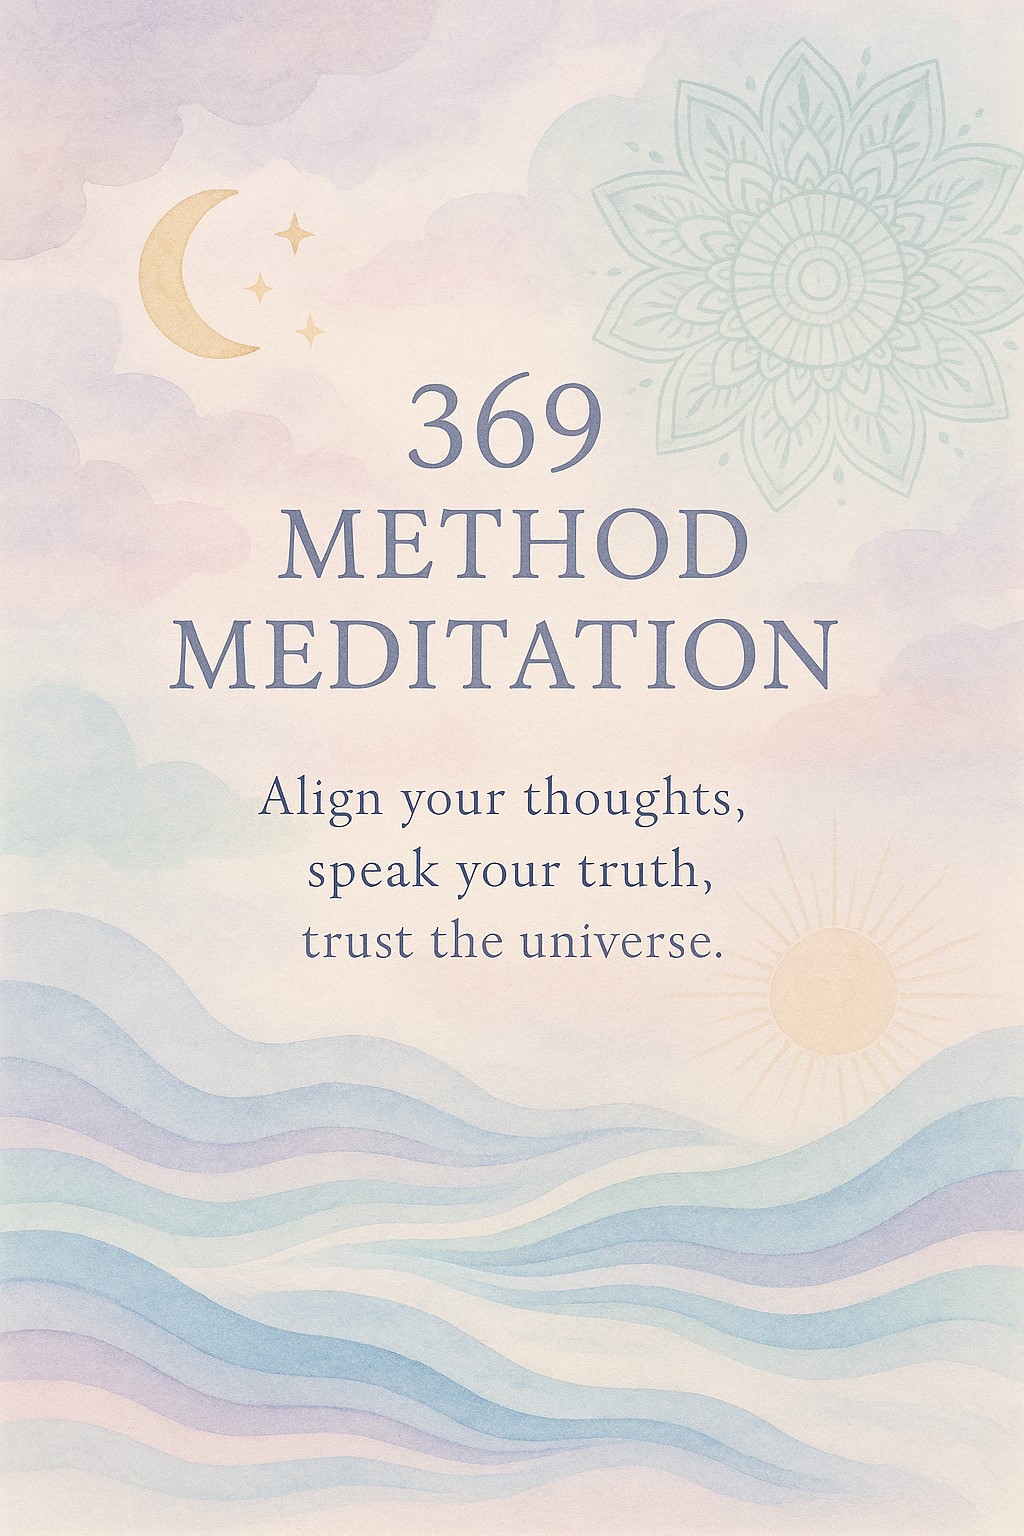 369
METHOD
MEDITATION
Align your thoughts,
speak your truth,
trust the universe.